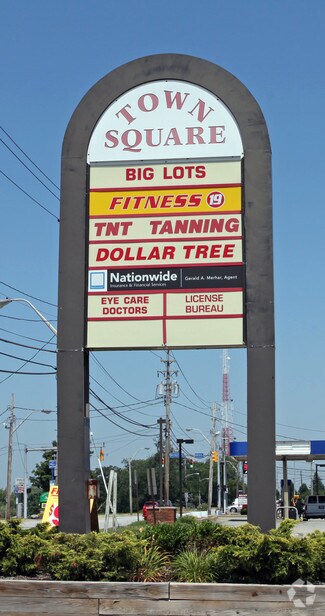 TOWN
SQUARE
BIG LOTS
FITNESS 19
TNT TANNING
DOLLAR TREE
Nationwide
Insurance & Financial Services
Gerald A. Merhar, Agent
EYE CARE
DOCTORS
LICENSE
BUREAU